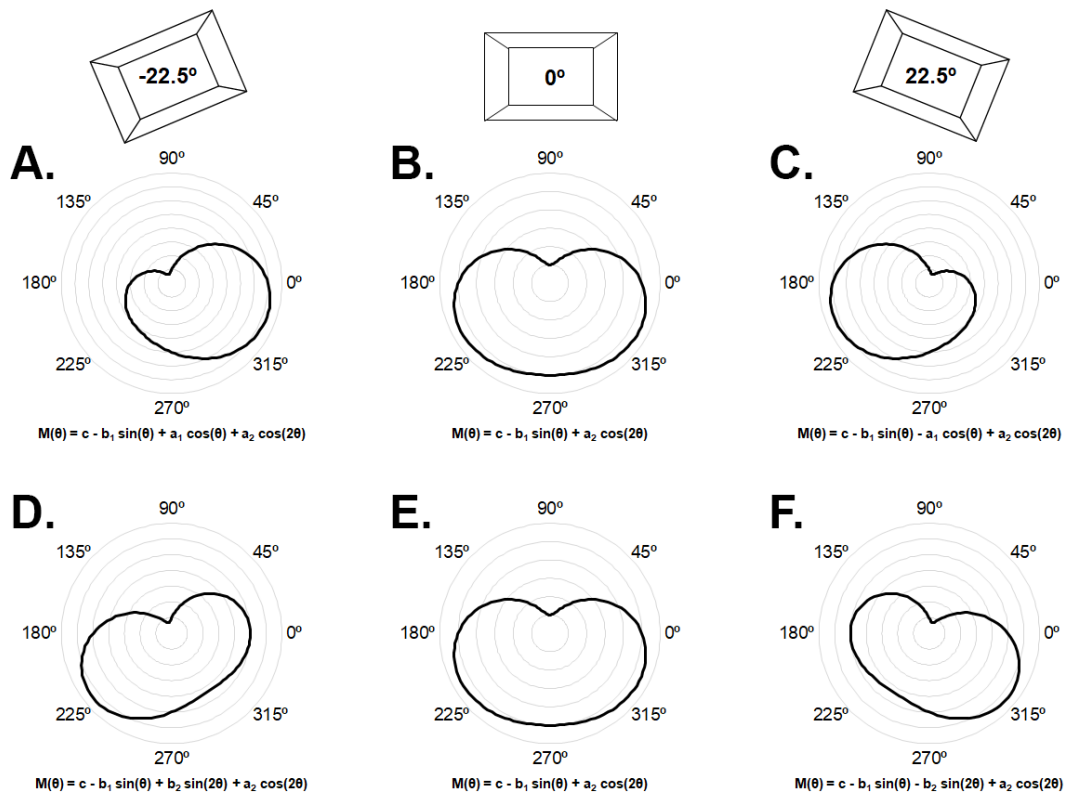 -22.5º 0º 22.5º
A. B. C.
90º 90º 90º
135º 45º 135º 45º 135º 45º
180º 0º 180º 0º 180º 0º
225º 315º 225º 315º 225º 315º
270º 270º 270º
M(θ) = c - b₁ sin(θ) + a₁ cos(θ) + a₂ cos(2θ)
M(θ) = c - b₁ sin(θ) + a₂ cos(2θ)
M(θ) = c - b₁ sin(θ) - a₁ cos(θ) + a₂ cos(2θ)
D. E. F.
90º 90º 90º
135º 45º 135º 45º 135º 45º
180º 0º 180º 0º 180º 0º
225º 315º 225º 315º 225º 315º
270º 270º 270º
M(θ) = c - b₁ sin(θ) + b₂ sin(2θ) + a₂ cos(2θ)
M(θ) = c - b₁ sin(θ) + a₂ cos(2θ)
M(θ) = c - b₁ sin(θ) - b₂ sin(2θ) + a₂ cos(2θ)